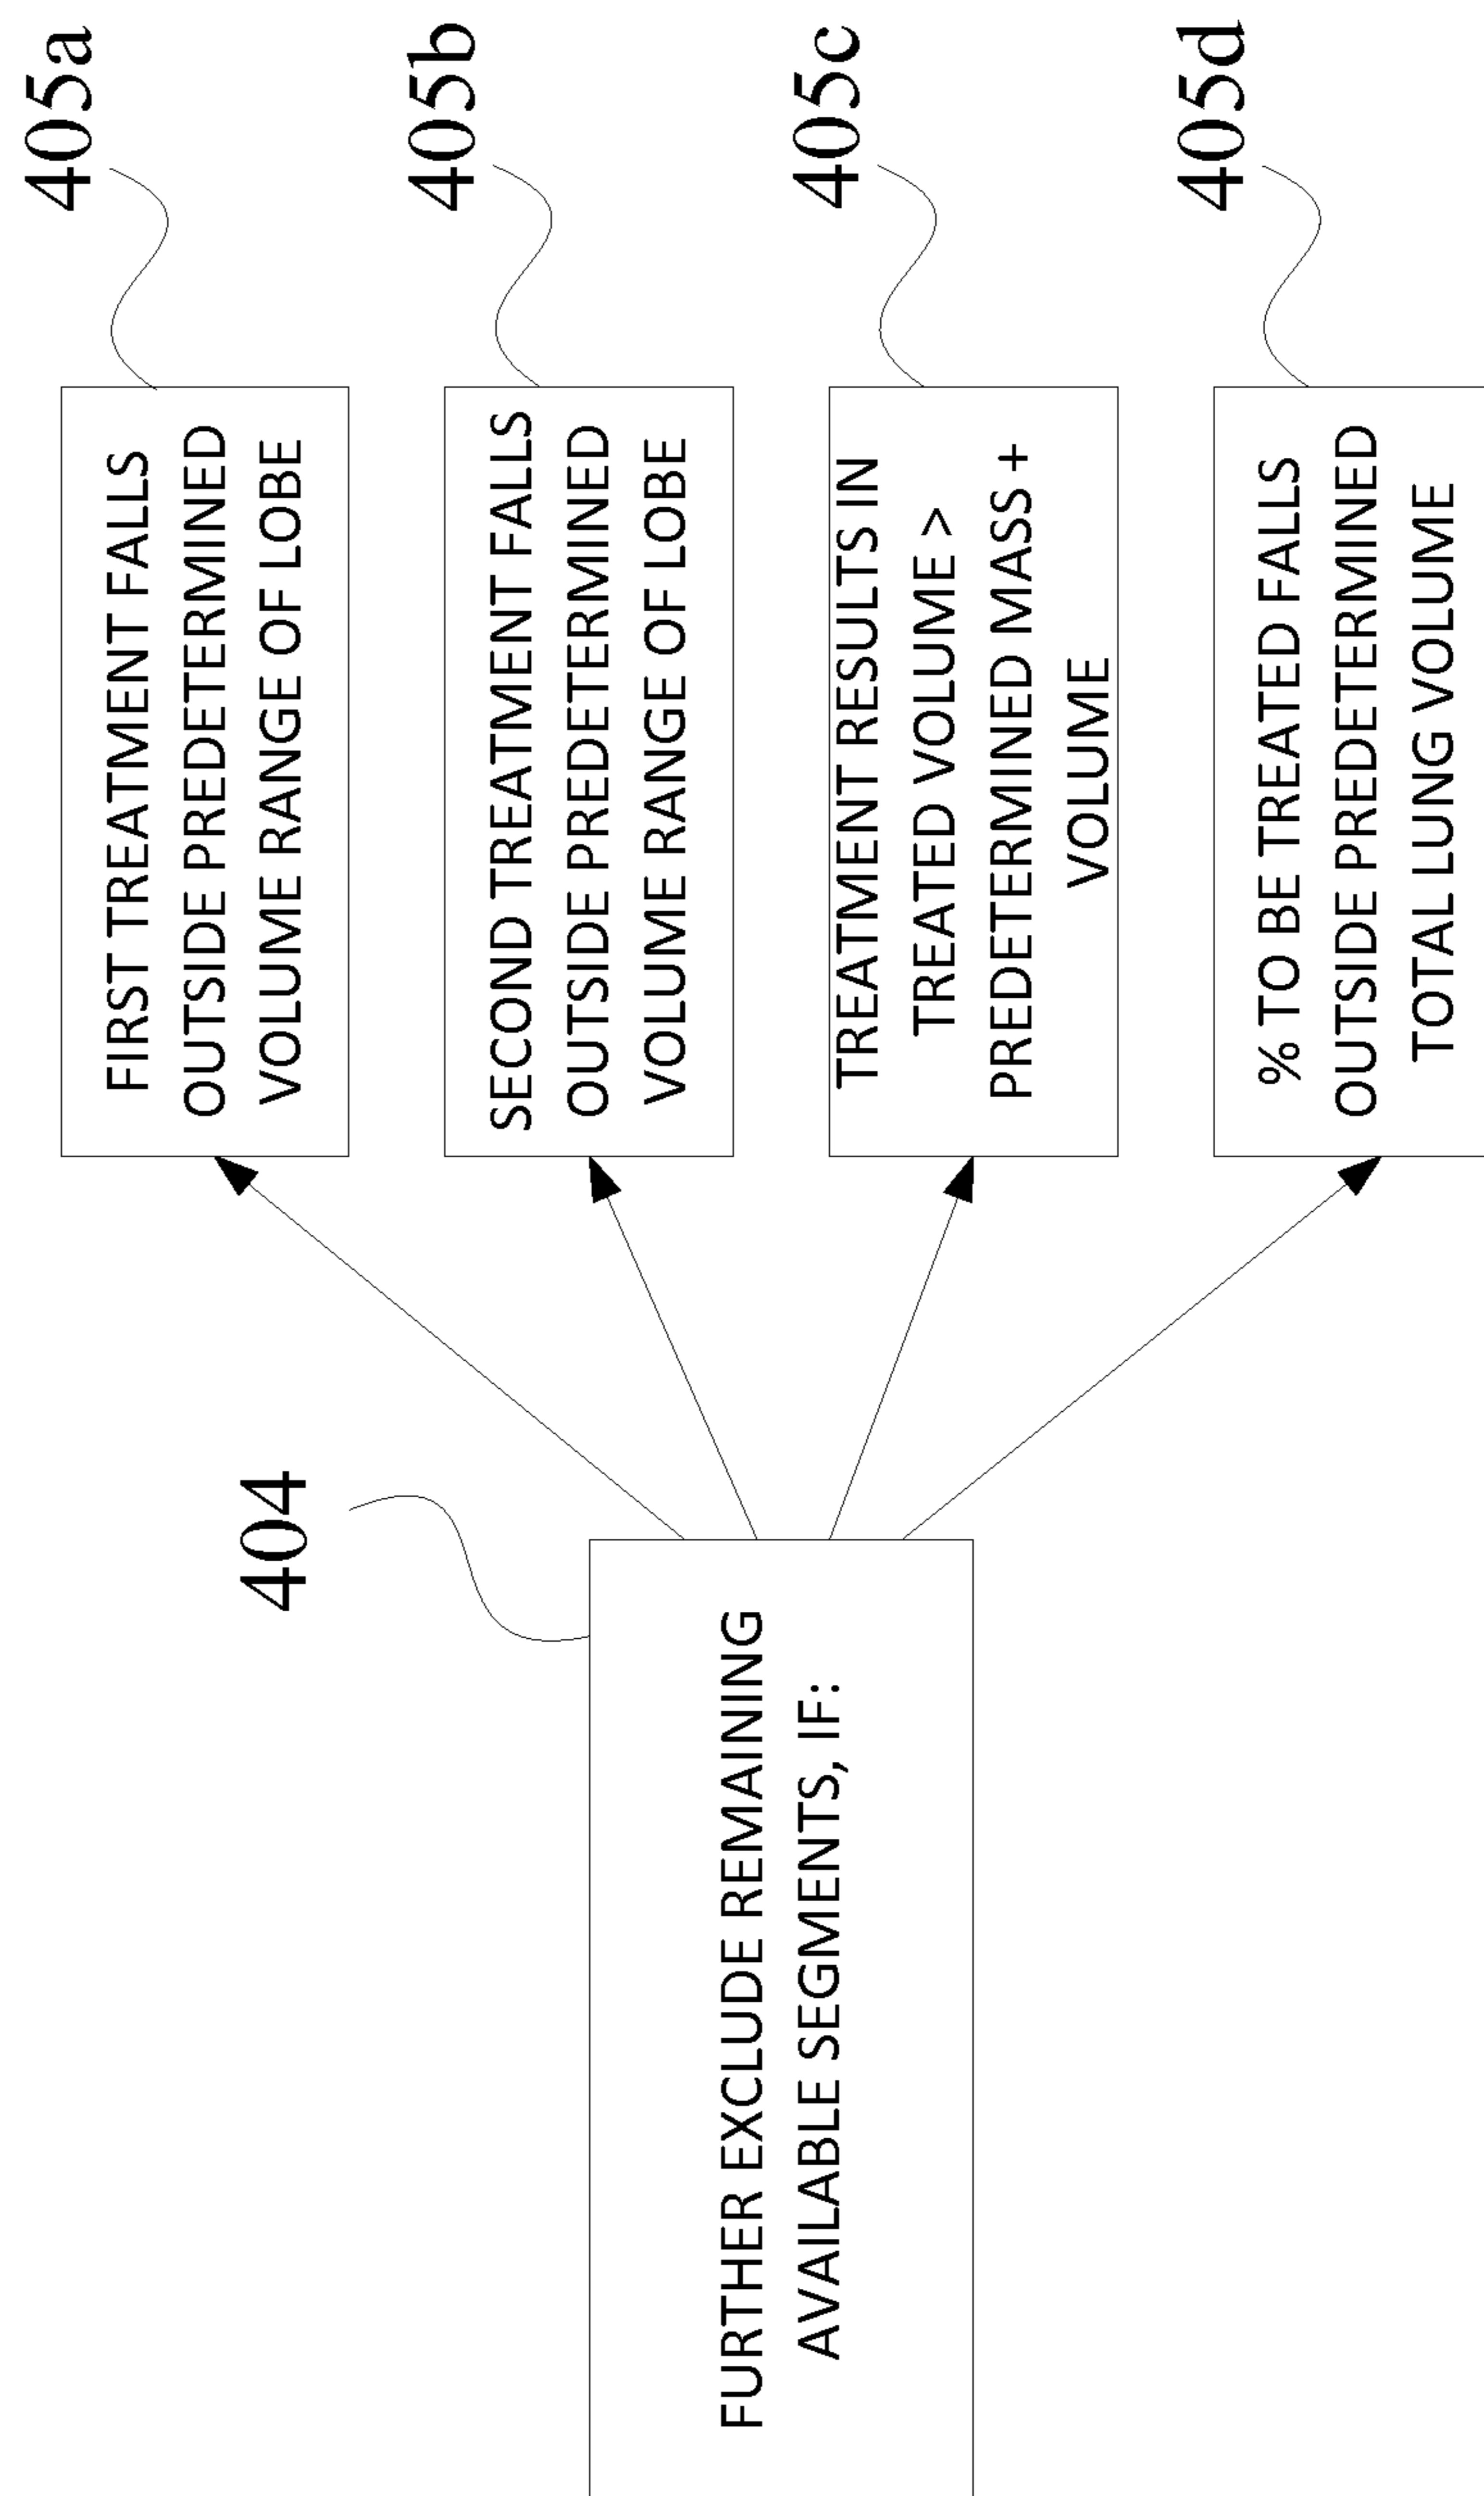 404
FURTHER EXCLUDE REMAINING
AVAILABLE SEGMENTS, IF:
405a
FIRST TREATMENT FALLS
OUTSIDE PREDETERMINED
VOLUME RANGE OF LOBE
405b
SECOND TREATMENT FALLS
OUTSIDE PREDETERMINED
VOLUME RANGE OF LOBE
405c
TREATMENT RESULTS IN
TREATED VOLUME >
PREDETERMINED MASS +
VOLUME
405d
% TO BE TREATED FALLS
OUTSIDE PREDETERMINED
TOTAL LUNG VOLUME